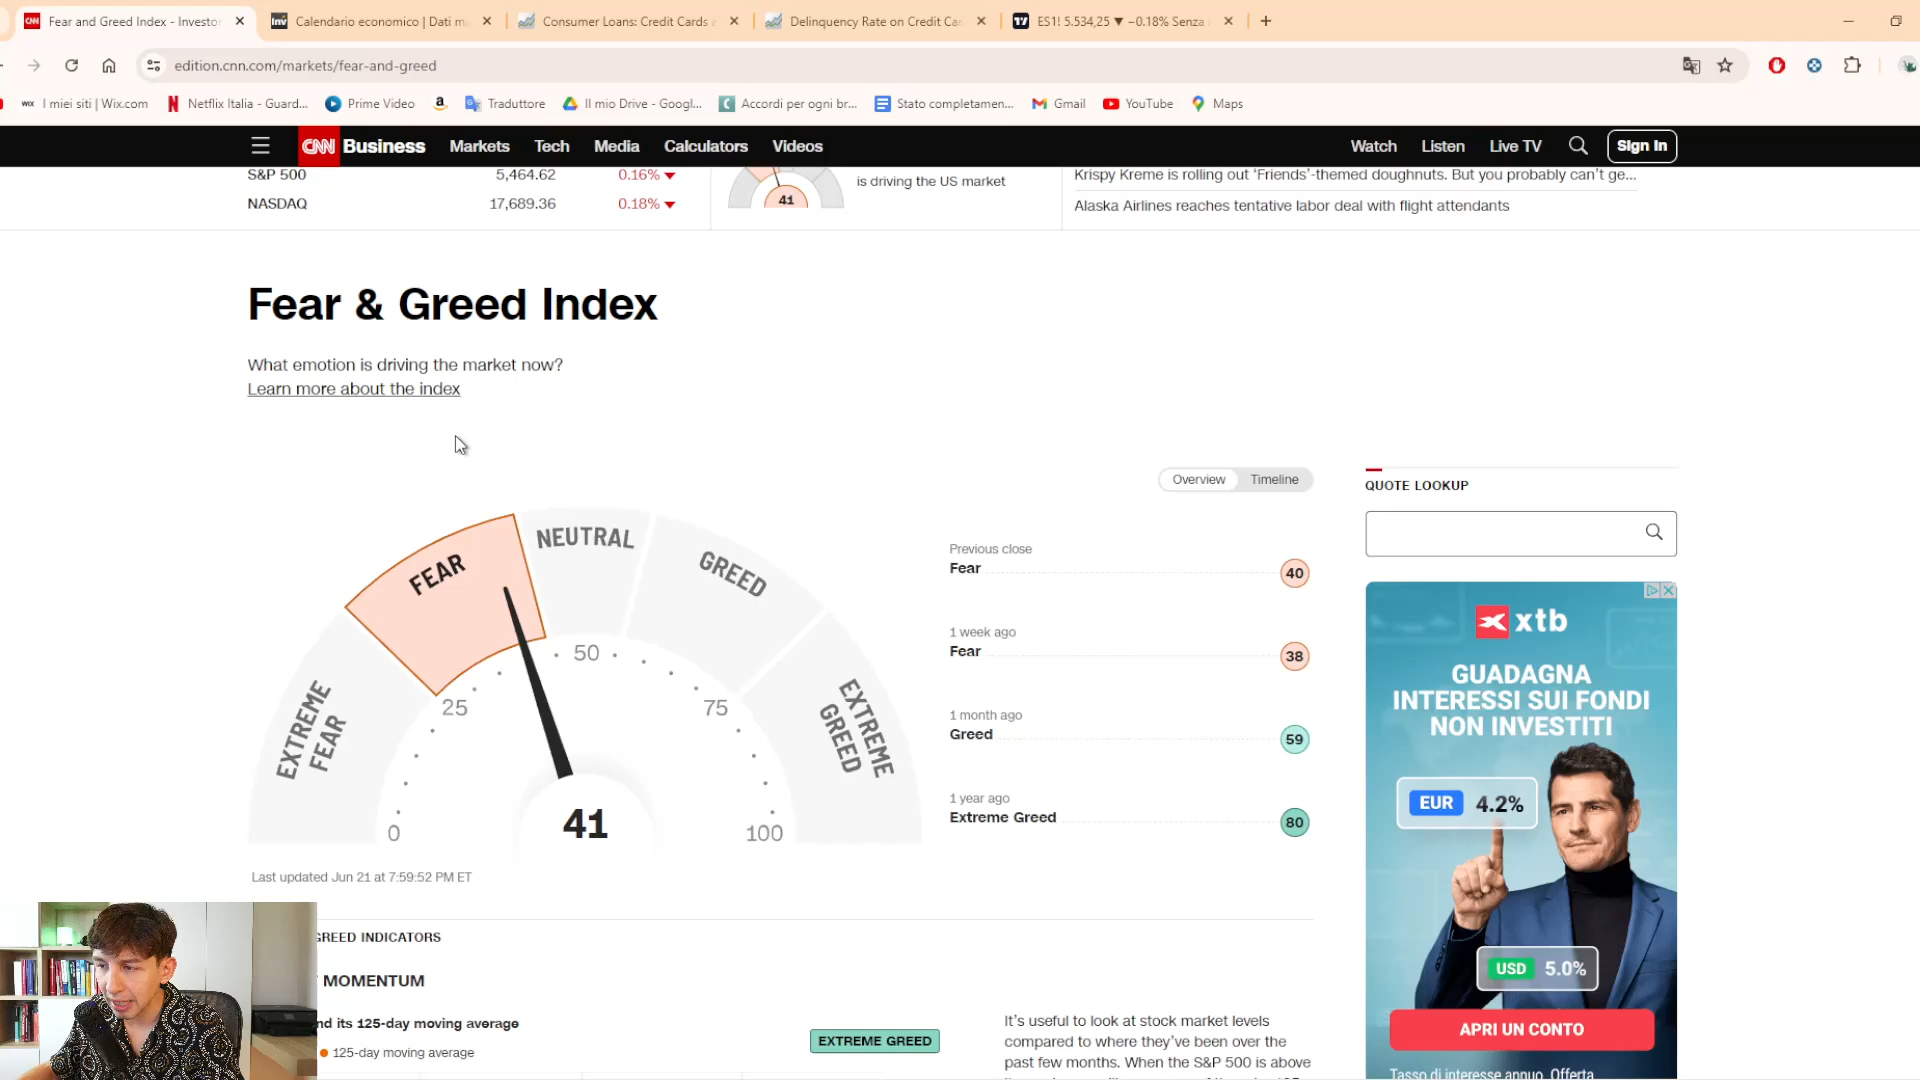 Fear and Greed Index - Investor
Calendario economico | Dati m
Consumer Loans: Credit Cards a
Delinquency Rate on Credit Ca
ES1! 5.534,25 ▼ −0.18% Senza
edition.cnn.com/markets/fear-and-greed
I miei siti | Wix.com
Netflix Italia - Guard...
Prime Video
Traduttore
Il mio Drive - Googl...
Accordi per ogni br...
Stato completamen...
Gmail
YouTube
Maps
CNN Business
Markets
Tech
Media
Calculators
Videos
Watch
Listen
Live TV
Sign In
S&P 500 5,464.62 0.16% ▼
NASDAQ 17,689.36 0.18% ▼
41
is driving the US market
Krispy Kreme is rolling out ‘Friends’-themed doughnuts. But you probably can’t ge...
Alaska Airlines reaches tentative labor deal with flight attendants
Fear & Greed Index
What emotion is driving the market now?
Learn more about the index
Overview
Timeline
EXTREME FEAR
FEAR
NEUTRAL
GREED
EXTREME GREED
0
25
50
75
100
41
Last updated Jun 21 at 7:59:52 PM ET
Previous close
Fear 40
1 week ago
Fear 38
1 month ago
Greed 59
1 year ago
Extreme Greed 80
QUOTE LOOKUP
xtb
GUADAGNA
INTERESSI SUI FONDI
NON INVESTITI
EUR 4.2%
USD 5.0%
APRI UN CONTO
Tasso di interesse annuo. Offerta
GREED INDICATORS
MOMENTUM
nd its 125-day moving average
125-day moving average
EXTREME GREED
It’s useful to look at stock market levels
compared to where they’ve been over the
past few months. When the S&P 500 is above